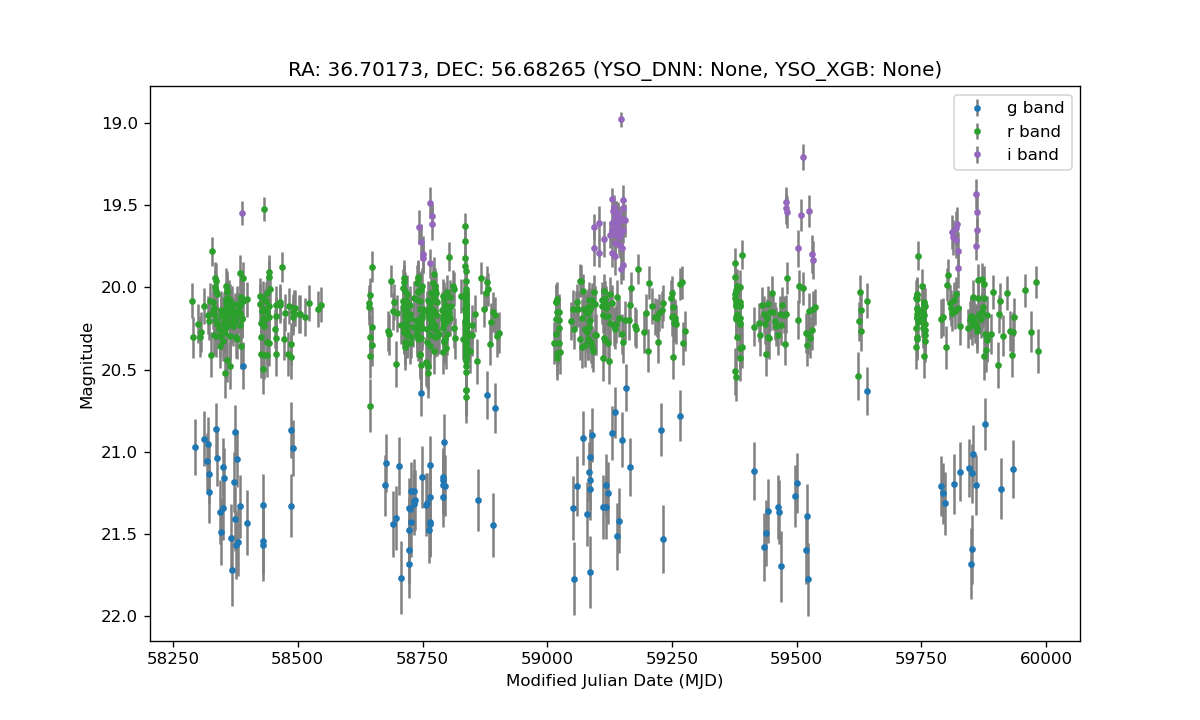 RA: 36.70173, DEC: 56.68265 (YSO_DNN: None, YSO_XGB: None)
g band
r band
i band
19.0
19.5
20.0
20.5
21.0
21.5
22.0
Magnitude
58250 58500 58750 59000 59250 59500 59750 60000
Modified Julian Date (MJD)